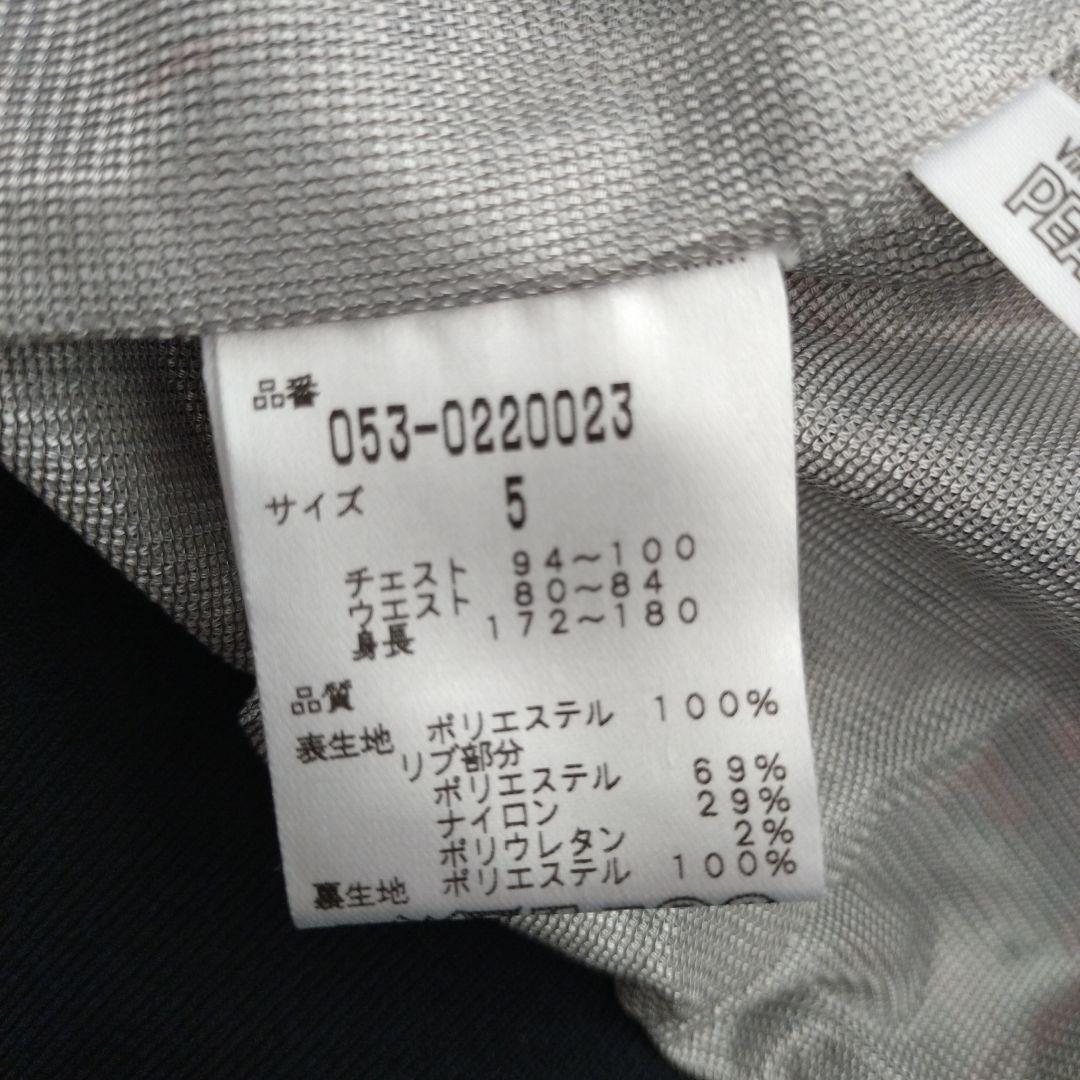 品番
053-0220023
サイズ 5
チェスト 94～100
ウエスト 80～84
身長 172～180
品質
表生地 ポリエステル 100%
リブ部分
ポリエステル 69%
ナイロン 29%
ポリウレタン 2%
裏生地 ポリエステル 100%